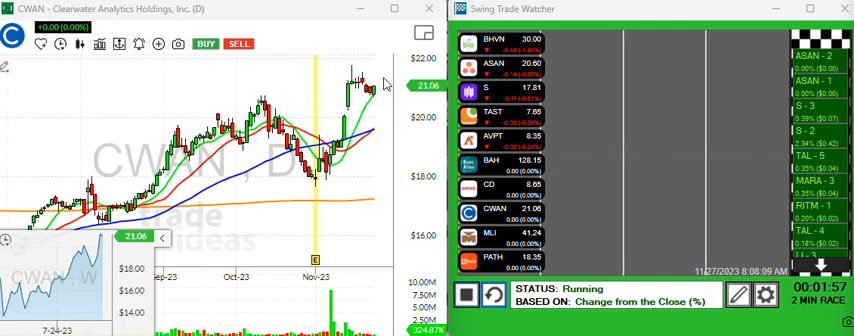 CWAN - Clearwater Analytics Holdings, Inc. (D)
+0.00 (0.00%)
BUY
SELL
CWAN , D
trade
ideas
$22.00
21.06
$20.00
$18.00
$16.00
Sep-23
Oct-23
Nov-23
E
10.00M
7.50M
5.00M
2.50M
324.87K
CWAN , W
21.06
$18.00
$16.00
$14.00
7-24-23
Swing Trade Watcher
BHVN 30.00
ASAN 20.60
S 17.81
TAST 7.65
AVPT 8.35
BAH 128.15
0.00 (0.00%)
CD 8.65
0.00 (0.00%)
CWAN 21.06
0.00 (0.00%)
MLI 41.24
0.00 (0.00%)
PATH 18.35
0.00 (0.00%)
11/27/2023 8:08:09 AM
ASAN - 2
0.00% ($0.00)
ASAN - 1
0.00% ($0.00)
S - 3
0.39% ($0.07)
S - 2
2.34% ($0.42)
TAL - 5
0.35% ($0.04)
MARA - 3
0.35% ($0.04)
RITM - 1
0.20% ($0.02)
TAL - 4
0.18% ($0.02)
STATUS: Running
BASED ON: Change from the Close (%)
00:01:57
2 MIN RACE